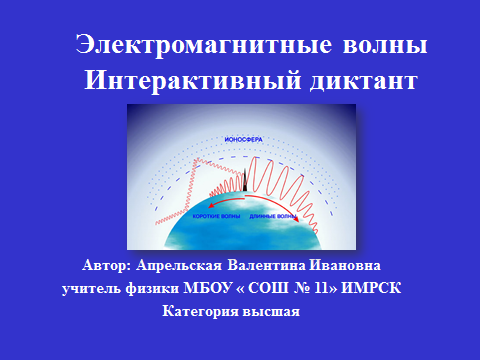 Электромагнитные волны
Интерактивный диктант
ИОНОСФЕРА
КОРОТКИЕ ВОЛНЫ ДЛИННЫЕ ВОЛНЫ
Автор: Апрельская Валентина Ивановна
учитель физики МБОУ « СОШ № 11» ИМРСК
Категория высшая